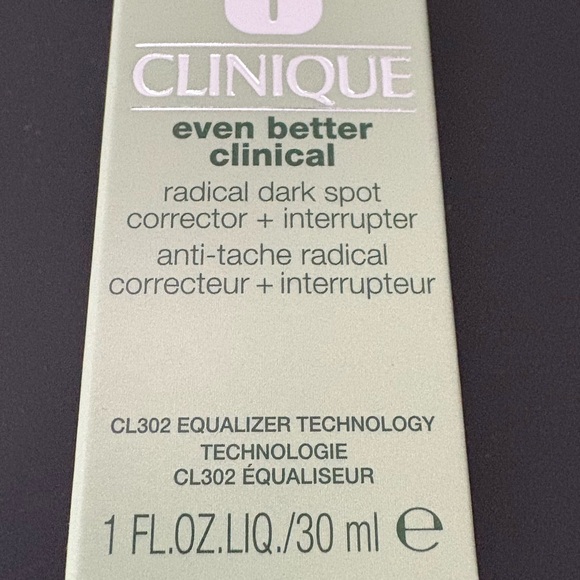 CLINIQUE
even better
clinical
radical dark spot
corrector + interrupter
anti-tache radical
correcteur + interrupteur
CL302 EQUALIZER TECHNOLOGY
TECHNOLOGIE
CL302 ÉQUALISEUR
1 FL.OZ.LIQ./30 ml ℮